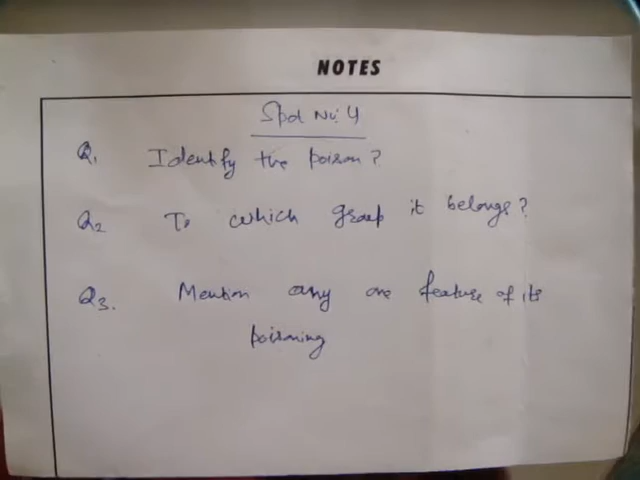 NOTES
Spot No: 4
Q1 Identify the poison?
Q2 To which group it belongs?
Q3. Mention any one feature of its
poisoning